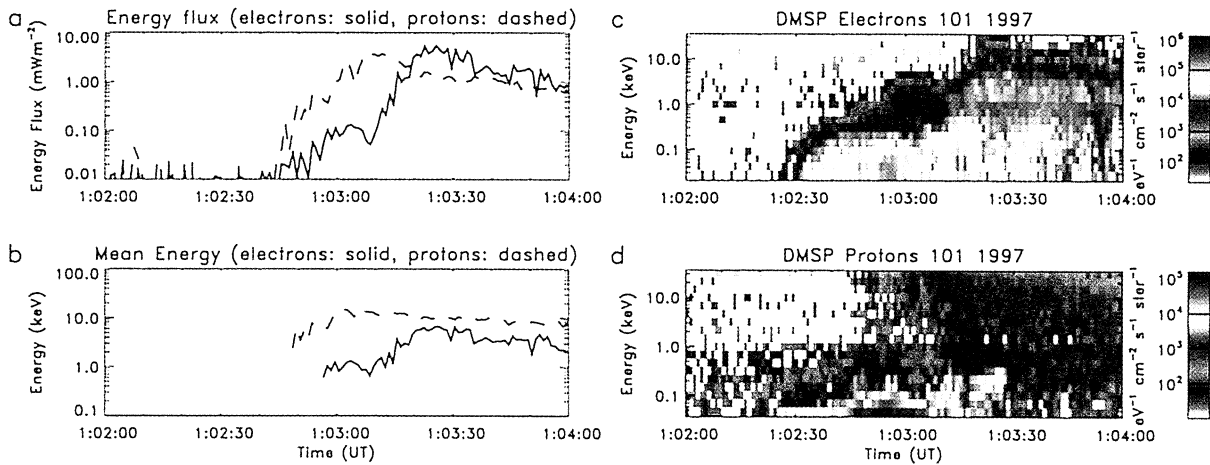 a
Energy flux (electrons: solid, protons: dashed)
Energy Flux (mWm⁻²)
10.00
1.00
0.10
0.01
1:02:00 1:02:30 1:03:00 1:03:30 1:04:00
b
Mean Energy (electrons: solid, protons: dashed)
Energy (keV)
100.0
10.0
1.0
0.1
1:02:00 1:02:30 1:03:00 1:03:30 1:04:00
Time (UT)
c
DMSP Electrons 101 1997
Energy (keV)
10.0
1.0
0.1
1:02:00 1:02:30 1:03:00 1:03:30 1:04:00
10⁶
10⁵
10⁴
10³
10²
eV⁻¹ cm⁻² s⁻¹ ster⁻¹
d
DMSP Protons 101 1997
Energy (keV)
10.0
1.0
0.1
1:02:00 1:02:30 1:03:00 1:03:30 1:04:00
Time (UT)
10⁵
10⁴
10³
10²
eV⁻¹ cm⁻² s⁻¹ ster⁻¹